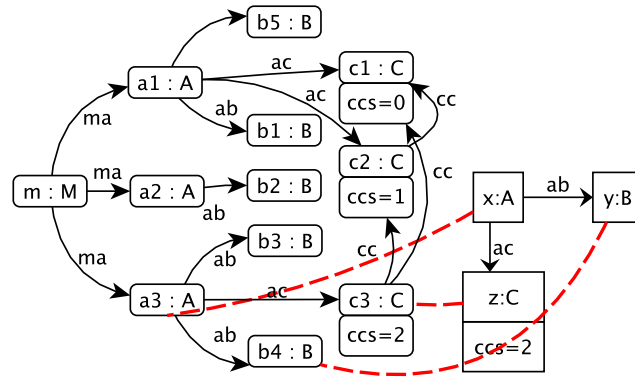 b5 : B
ac
c1 : C
a1 : A
ac
cc
ccs=0
ma
ab
b1 : B
c2 : C
cc
m : M
ma
a2 : A
b2 : B
ccs=1
ab
x:A
ab
y:B
b3 : B
ma
ab
cc
ac
a3 : A
ac
c3 : C
z:C
ab
b4 : B
ccs=2
ccs=2